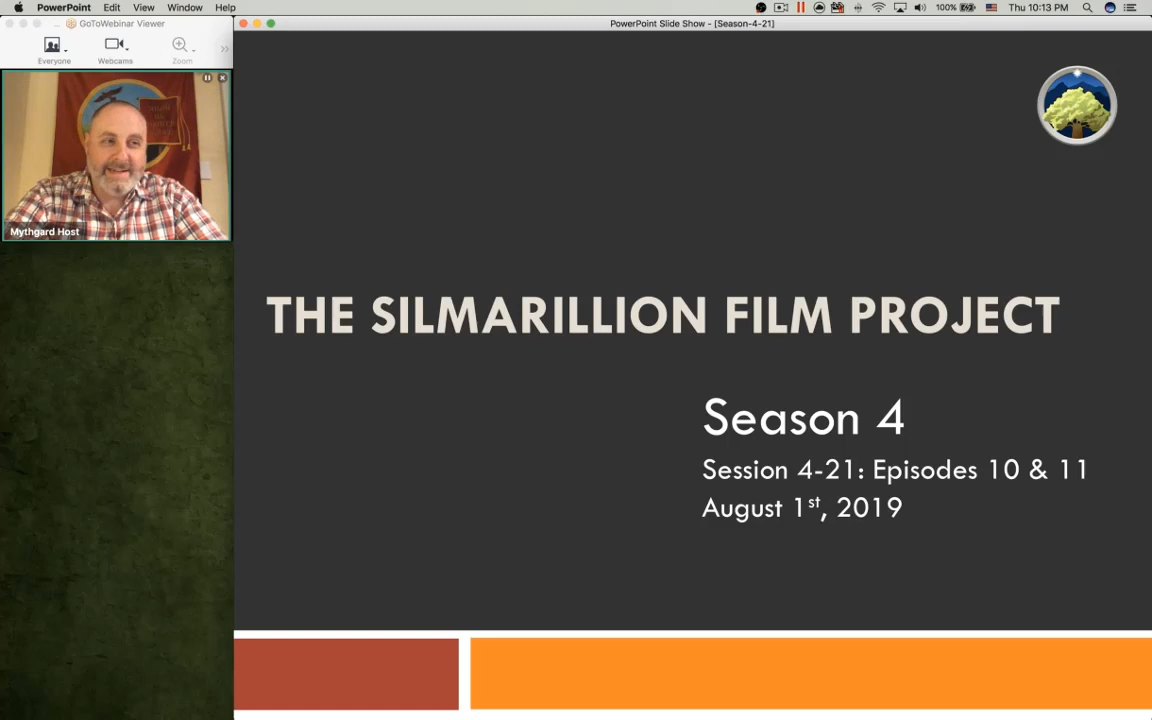 PowerPoint Edit View Window Help
100% Thu 10:13 PM
GoToWebinar Viewer
PowerPoint Slide Show - [Season-4-21]
Everyone Webcams Zoom
Mythgard Host
THE SILMARILLION FILM PROJECT
Season 4
Session 4-21: Episodes 10 & 11
August 1st, 2019